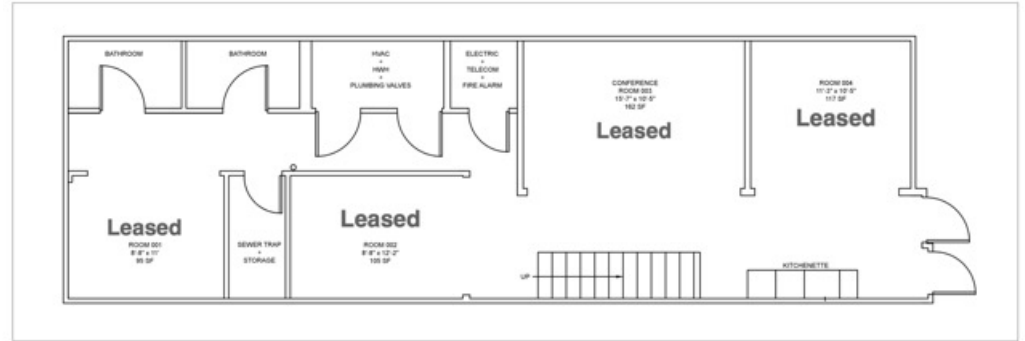 BATHROOM
BATHROOM
HVAC
+
HWH
+
PLUMBING VALVES
ELECTRIC
+
TELECOM
+
FIRE ALARM
CONFERENCE
ROOM 003
15'-7" x 10'-5"
162 SF
Leased
ROOM 004
11'-3" x 10'-5"
117 SF
Leased
Leased
ROOM 001
8'-8" x 11'
95 SF
SEWER TRAP
+
STORAGE
Leased
ROOM 002
8'-8" x 12'-2"
105 SF
UP
KITCHENETTE